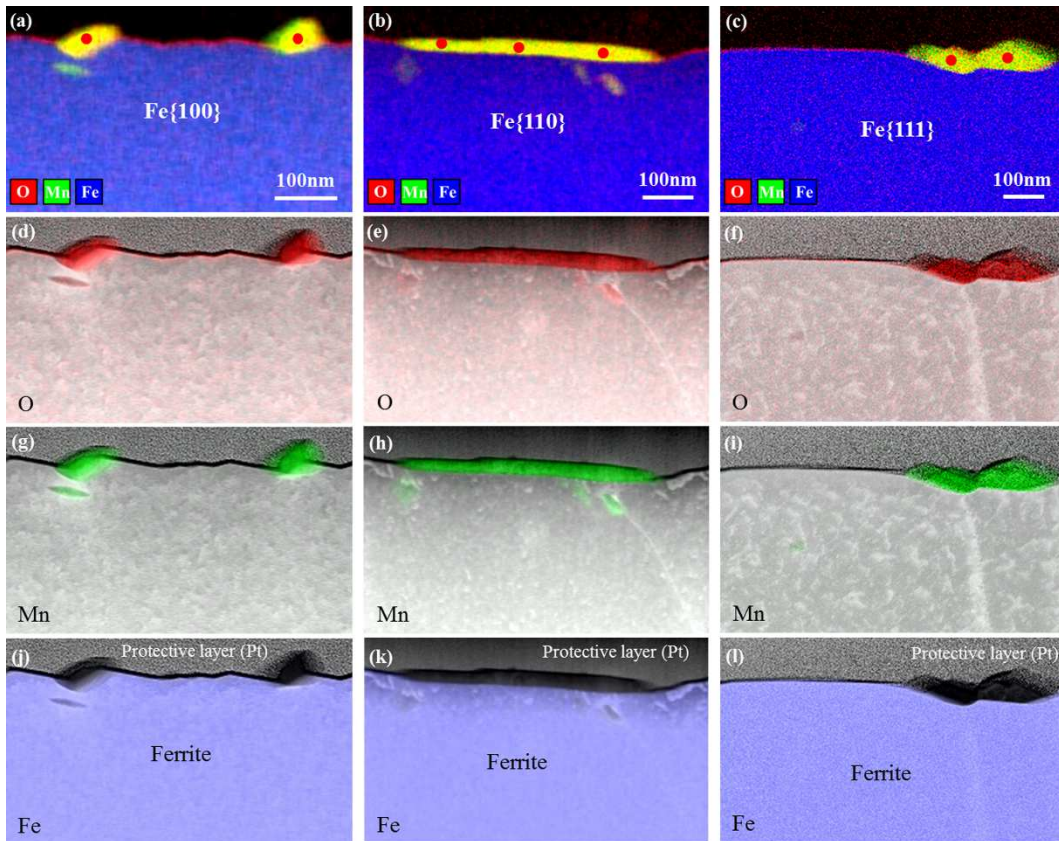 (a)
Fe{100}
O Mn Fe
100nm
(b)
Fe{110}
O Mn Fe
100nm
(c)
Fe{111}
O Mn Fe
100nm
(d)
O
(e)
O
(f)
O
(g)
Mn
(h)
Mn
(i)
Mn
(j)
Protective layer (Pt)
Ferrite
Fe
(k)
Protective layer (Pt)
Ferrite
Fe
(l)
Protective layer (Pt)
Ferrite
Fe